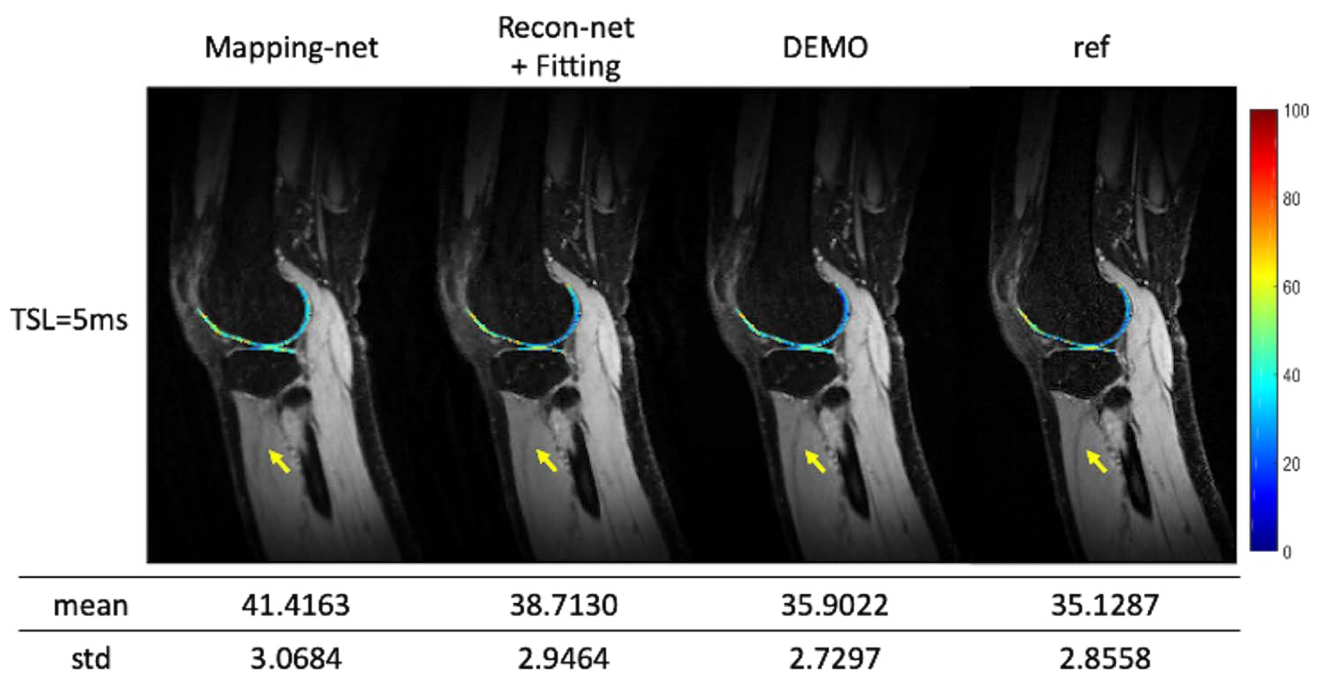 Mapping-net
Recon-net
+ Fitting
DEMO
ref
TSL=5ms
100
80
60
40
20
0
mean 41.4163 38.7130 35.9022 35.1287
std 3.0684 2.9464 2.7297 2.8558